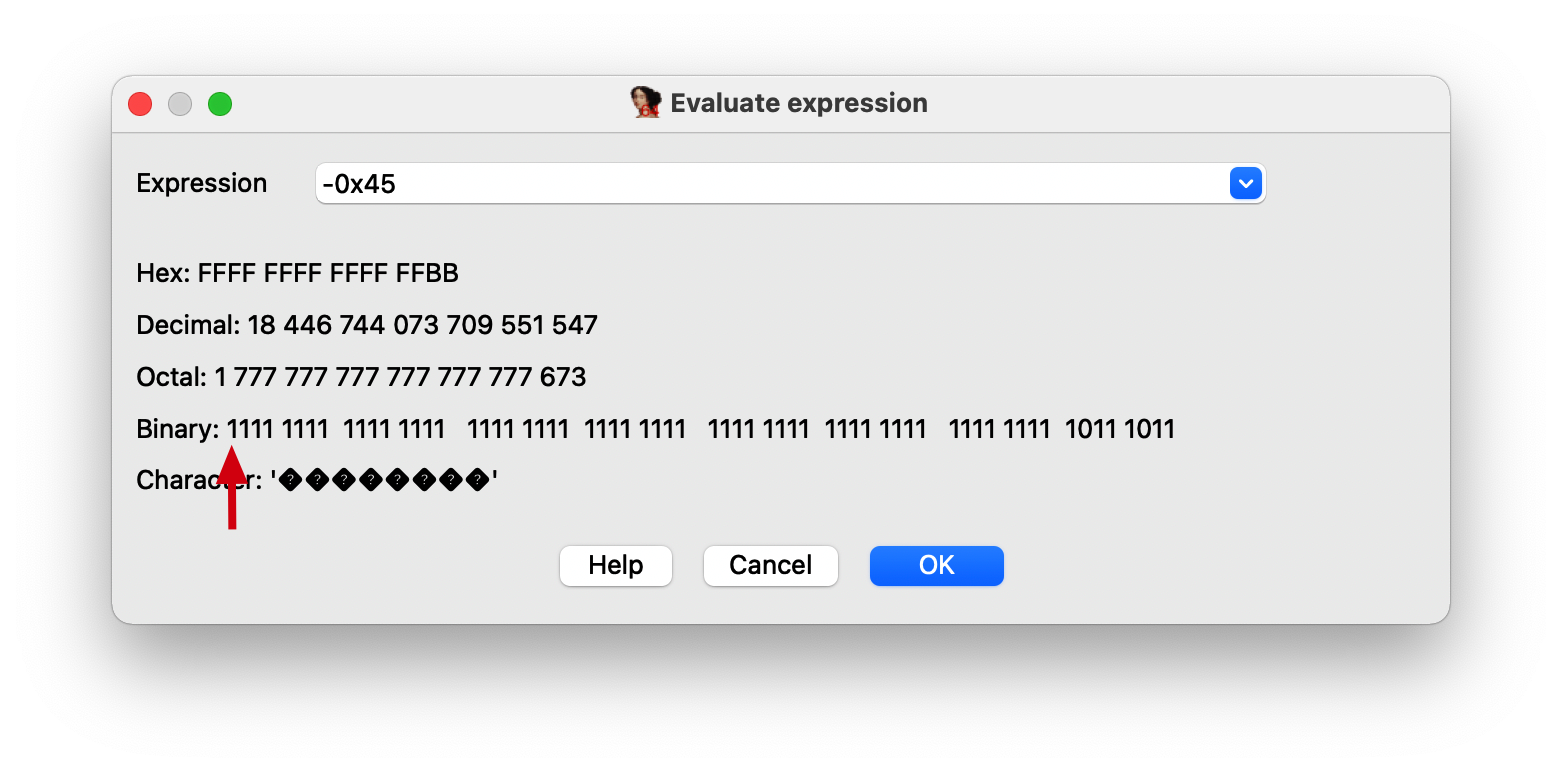 Evaluate expression
Expression -0x45
Hex: FFFF FFFF FFFF FFBB
Decimal: 18 446 744 073 709 551 547
Octal: 1 777 777 777 777 777 777 673
Binary: 1111 1111 1111 1111 1111 1111 1111 1111 1111 1111 1111 1111 1111 1111 1011 1011
Character: '��������'
Help Cancel OK